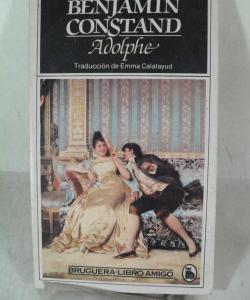 BENJAMIN
CONSTAND
Adolphe
Traducción de Emma Calatayud
BRUGUERA-LIBRO AMIGO